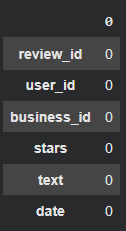 0
review_id 0
user_id 0
business_id 0
stars 0
text 0
date 0